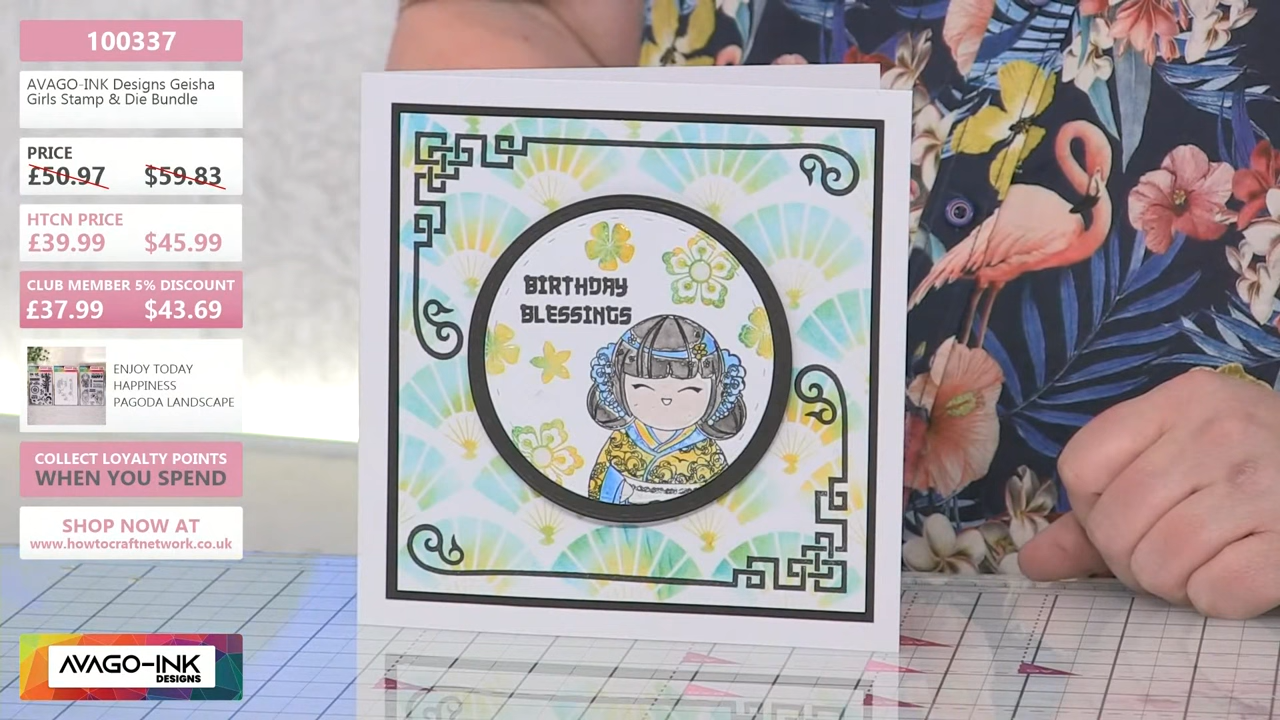 100337
AVAGO-INK Designs Geisha
Girls Stamp & Die Bundle
PRICE
£50.97 $59.83
HTCN PRICE
£39.99 $45.99
CLUB MEMBER 5% DISCOUNT
£37.99 $43.69
ENJOY TODAY
HAPPINESS
PAGODA LANDSCAPE
COLLECT LOYALTY POINTS
WHEN YOU SPEND
SHOP NOW AT
www.howtocraftnetwork.co.uk
AVAGO-INK
DESIGNS
BIRTHDAY
BLESSINGS